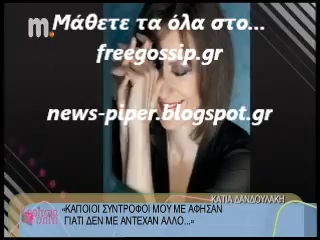 m.
Μάθετε τα όλα στο...
freegossip.gr
news-piper.blogspot.gr
ΚΑΤΙΑ ΔΑΝΔΟΥΛΑΚΗ
«ΚΑΠΟΙΟΙ ΣΥΝΤΡΟΦΟΙ ΜΟΥ ΜΕ ΑΦΗΣΑΝ
ΓΙΑΤΙ ΔΕΝ ΜΕ ΑΝΤΕΧΑΝ ΑΛΛΟ...»